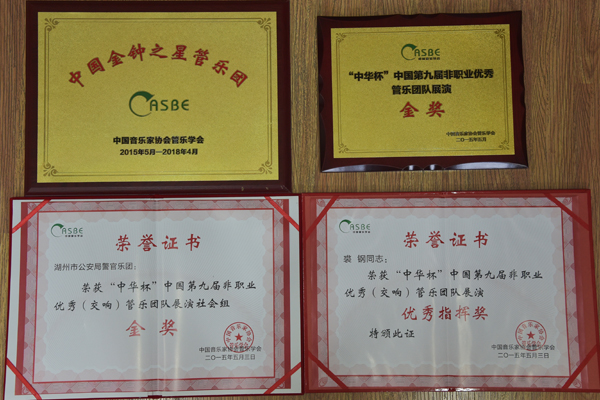 中国金钟之星管乐团
CASBE
中国音乐家协会管乐学会
2015年5月—2018年4月
CASBE
“中华杯”中国第九届非职业优秀
管乐团队展演
金奖
中国音乐家协会管乐学会
二〇一五年五月
CASBE
荣誉证书
湖州市公安局警官乐团：
荣获“中华杯”中国第九届非职业
优秀（交响）管乐团队展演社会组
金奖
中国音乐家协会管乐学会
二〇一五年五月三日
CASBE
荣誉证书
裘 钢同志：
荣获“中华杯”中国第九届非职业
优秀（交响）管乐团队展演
优秀指挥奖
特颁此证
中国音乐家协会管乐学会
二〇一五年五月三日